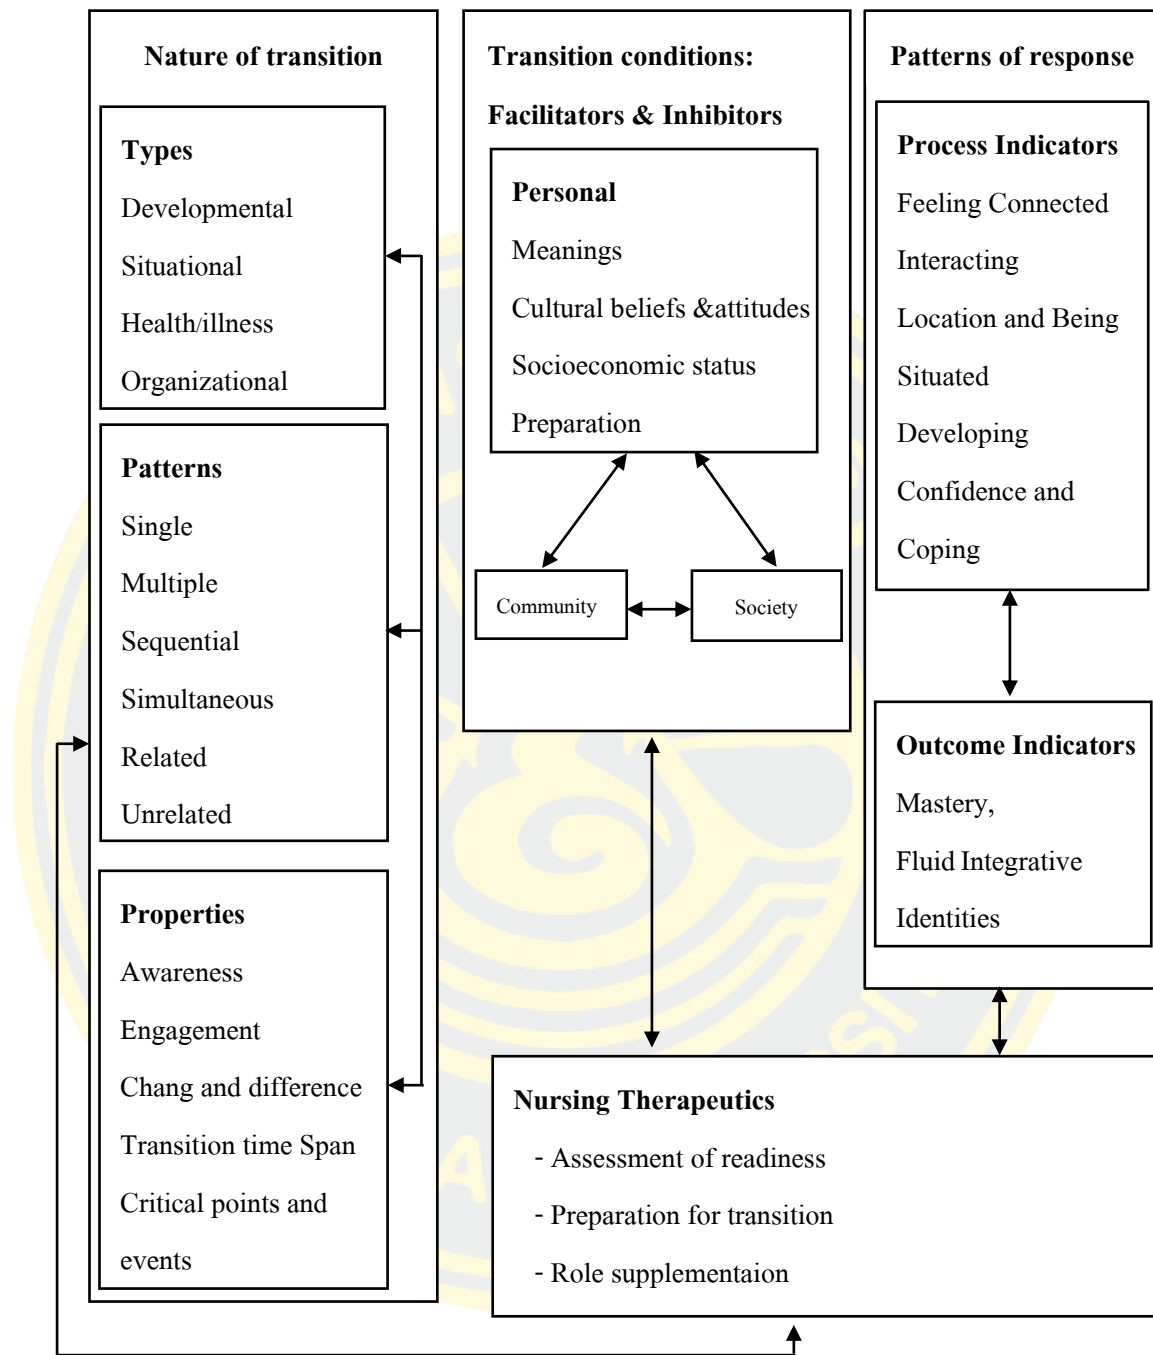 Nature of transition
Types
Developmental
Situational
Health/illness
Organizational
Patterns
Single
Multiple
Sequential
Simultaneous
Related
Unrelated
Properties
Awareness
Engagement
Chang and difference
Transition time Span
Critical points and
events
Transition conditions:
Facilitators & Inhibitors
Personal
Meanings
Cultural beliefs &attitudes
Socioeconomic status
Preparation
Community
Society
Patterns of response
Process Indicators
Feeling Connected
Interacting
Location and Being
Situated
Developing
Confidence and
Coping
Outcome Indicators
Mastery,
Fluid Integrative
Identities
Nursing Therapeutics
- Assessment of readiness
- Preparation for transition
- Role supplementaion